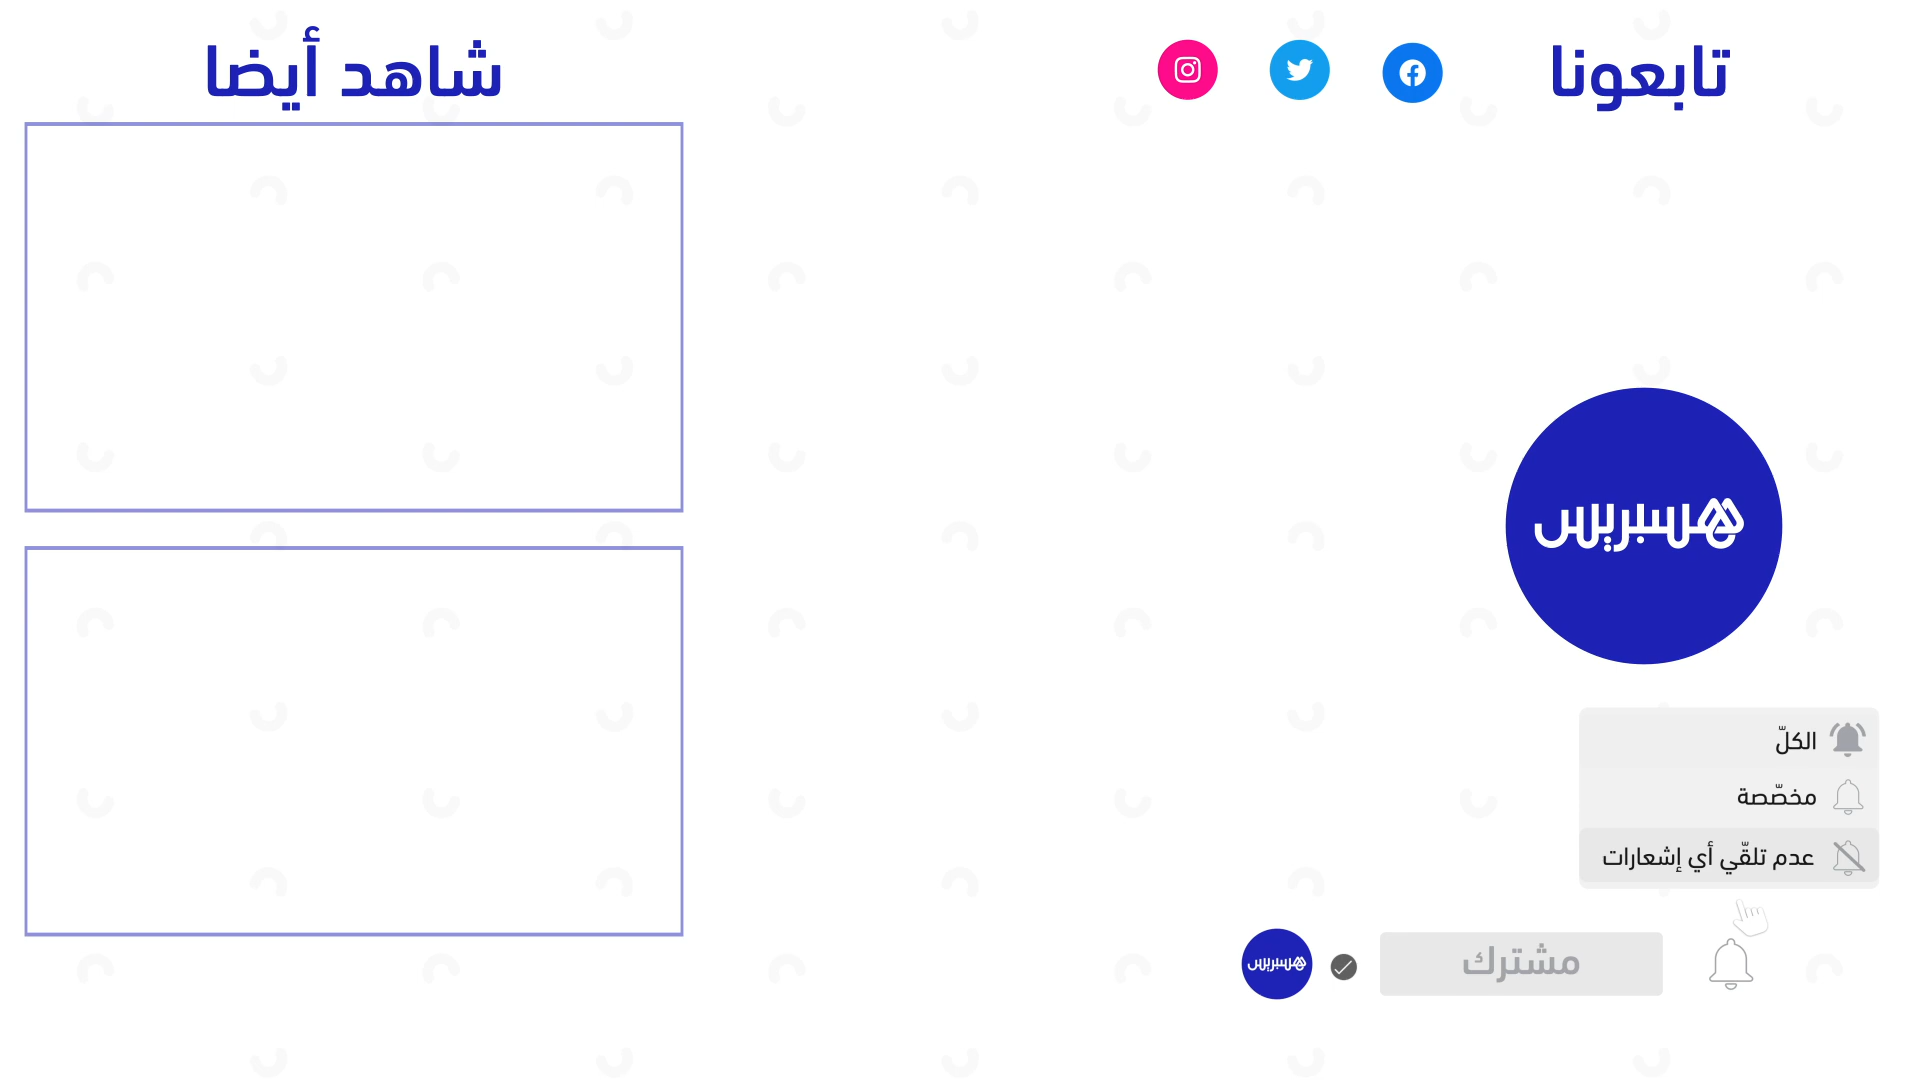 تابعونا
شاهد أيضا
هسبريس
الكلّ
مخصّصة
عدم تلقّي أي إشعارات
هسبريس
مشترك